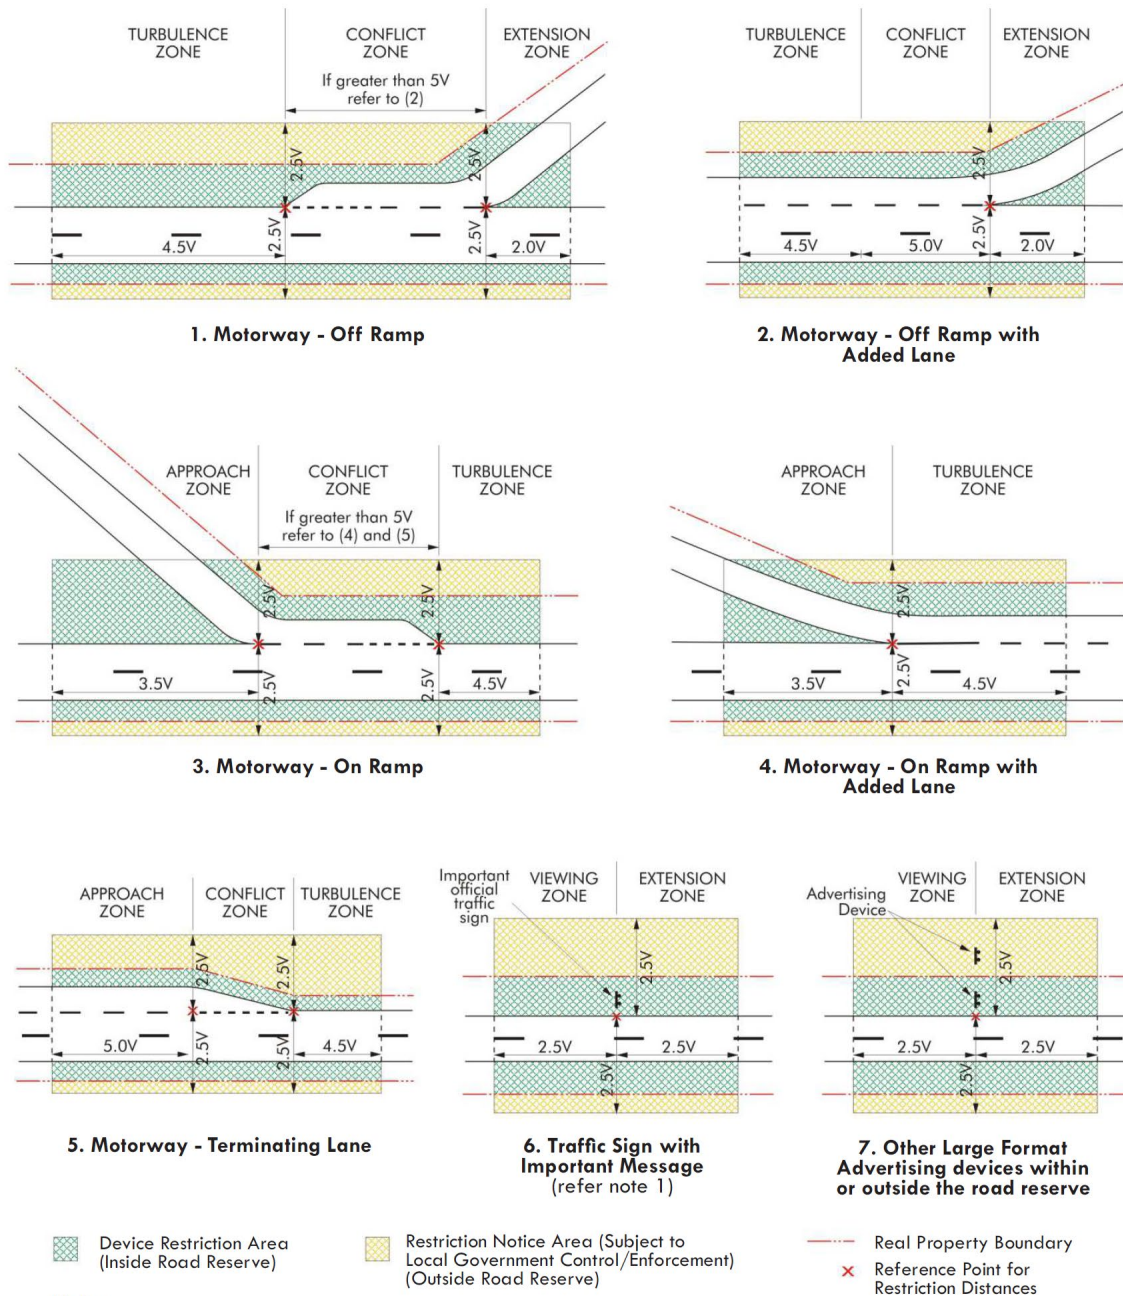 TURBULENCE
ZONE
CONFLICT
ZONE
EXTENSION
ZONE
If greater than 5V
refer to (2)
2.5V
2.5V
4.5V
2.5V
2.5V
2.0V
1. Motorway - Off Ramp
TURBULENCE
ZONE
CONFLICT
ZONE
EXTENSION
ZONE
2.5V
4.5V
5.0V
2.5V
2.0V
2. Motorway - Off Ramp with
Added Lane
APPROACH
ZONE
CONFLICT
ZONE
TURBULENCE
ZONE
If greater than 5V
refer to (4) and (5)
2.5V
2.5V
3.5V
2.5V
2.5V
4.5V
3. Motorway - On Ramp
APPROACH
ZONE
TURBULENCE
ZONE
2.5V
3.5V
2.5V
4.5V
4. Motorway - On Ramp with
Added Lane
APPROACH
ZONE
CONFLICT
ZONE
TURBULENCE
ZONE
2.5V
2.5V
5.0V
2.5V
2.5V
4.5V
5. Motorway - Terminating Lane
Important
official
traffic
sign
VIEWING
ZONE
EXTENSION
ZONE
2.5V
2.5V
2.5V
2.5V
6. Traffic Sign with
Important Message
(refer note 1)
Advertising
Device
VIEWING
ZONE
EXTENSION
ZONE
2.5V
2.5V
2.5V
2.5V
7. Other Large Format
Advertising devices within
or outside the road reserve
Device Restriction Area
(Inside Road Reserve)
Restriction Notice Area (Subject to
Local Government Control/Enforcement)
(Outside Road Reserve)
Real Property Boundary
Reference Point for
Restriction Distances